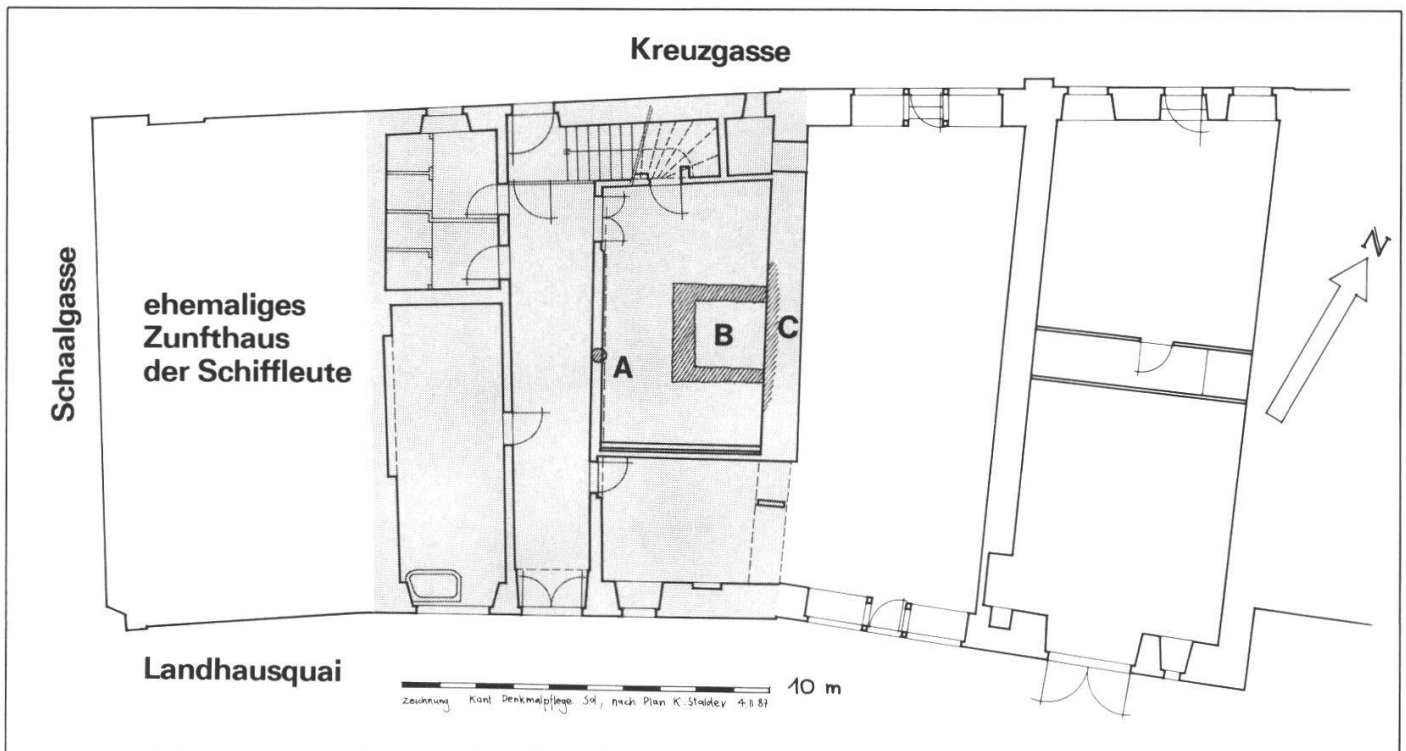 Kreuzgasse
Schaalgasse
ehemaliges
Zunfthaus
der Schiffleute
A
B
C
N
Landhausquai
10 m
Zeichnung Kant Denkmalpflege Sol, nach Plan K. Stalder 4.11.87